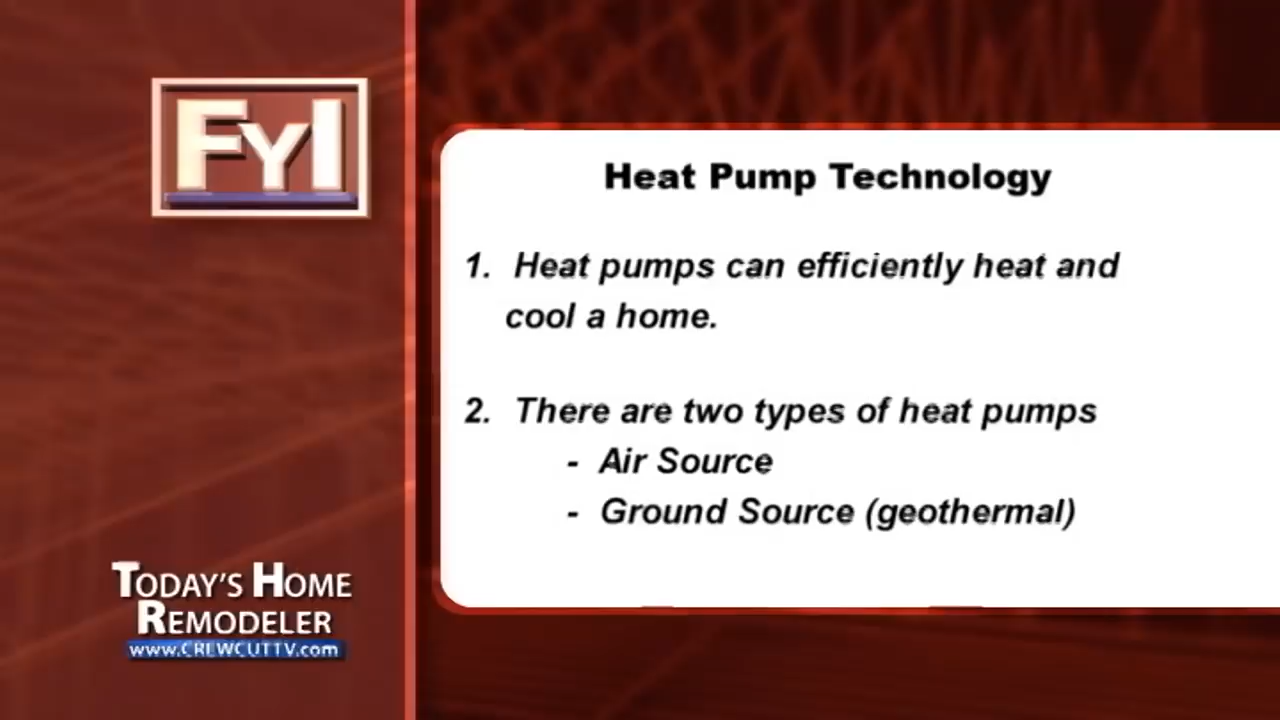 FYI
Heat Pump Technology
1. Heat pumps can efficiently heat and
cool a home.
2. There are two types of heat pumps
- Air Source
- Ground Source (geothermal)
TODAY'S HOME
REMODELER
www.CREWCUTTV.com